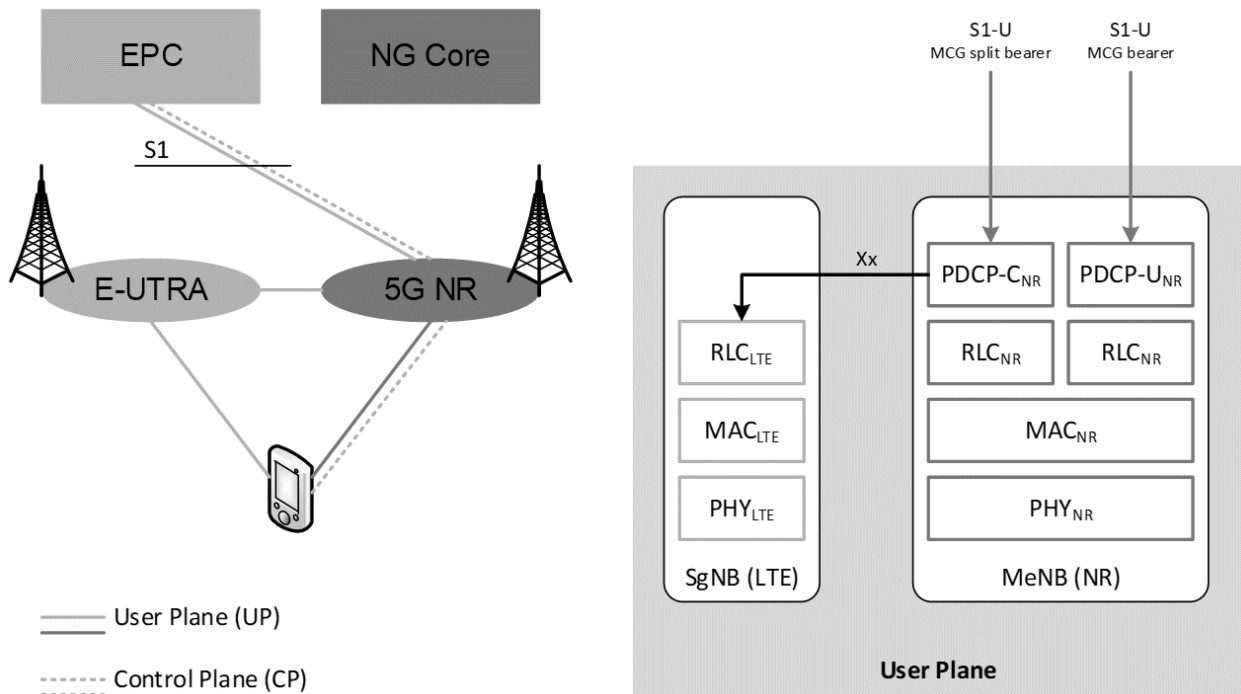 EPC
NG Core
S1
E-UTRA
5G NR
User Plane (UP)
Control Plane (CP)
S1-U
MCG split bearer
S1-U
MCG bearer
Xx
PDCP-CNR
PDCP-UNR
RLCLTE
RLCNR
RLCNR
MACLTE
MACNR
PHYLTE
PHYNR
SgNB (LTE)
MeNB (NR)
User Plane